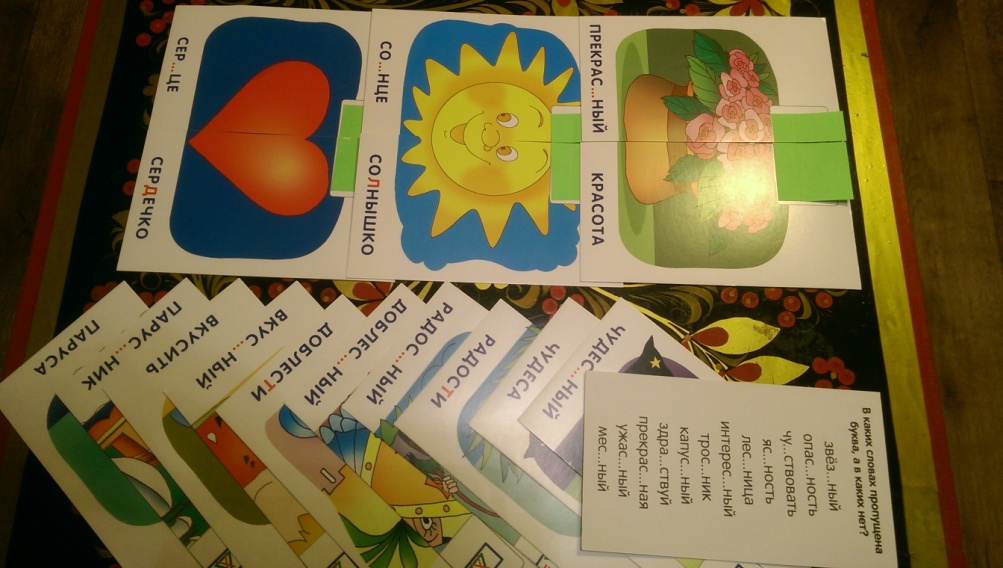 СЕР...ЦЕ
СЕРДЕЧКО
СО...НЦЕ
СОЛНЫШКО
ПРЕКРАС...НЫЙ
КРАСОТА
ПАРУСА
ПАРУС...НИК
ВКУСИТЬ
ВКУС...НЫЙ
ДОБЛЕСТИ
ДОБЛЕС...НЫЙ
РАДОС...НЫЙ
РАДОСТИ
ЧУДЕСА
ЧУДЕС...НЫЙ
В каких словах пропущена
буква, а в каких нет?
звёз...ный
опас...ность
чу...ствовать
яс...ность
лес...ница
интерес...ный
трос...ник
капус...ный
здра...ствуй
прекрас...ная
ужас...ный
мес...ный